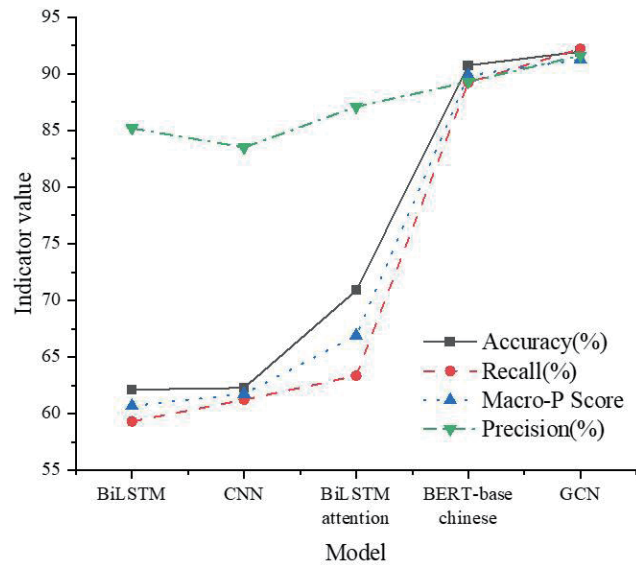 95
90
85
80
75
70
65
60
55
Indicator value
Accuracy(%)
Recall(%)
Macro-P Score
Precision(%)
BiLSTM
CNN
BiLSTM
attention
BERT-base
chinese
GCN
Model